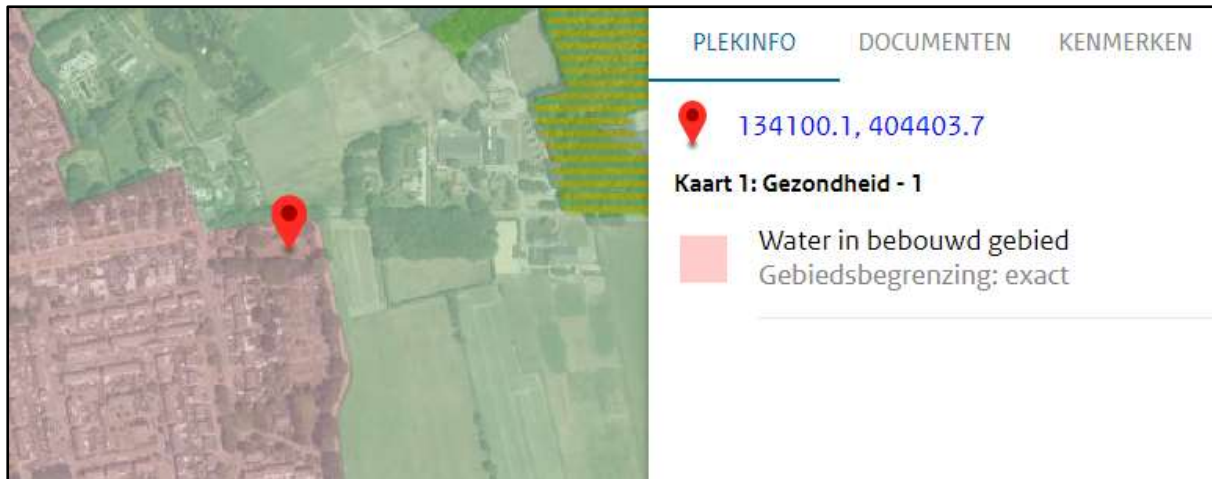 PLEKINFO DOCUMENTEN KENMERKEN
134100.1, 404403.7
Kaart 1: Gezondheid - 1
Water in bebouwd gebied
Gebiedsbegrenzing: exact